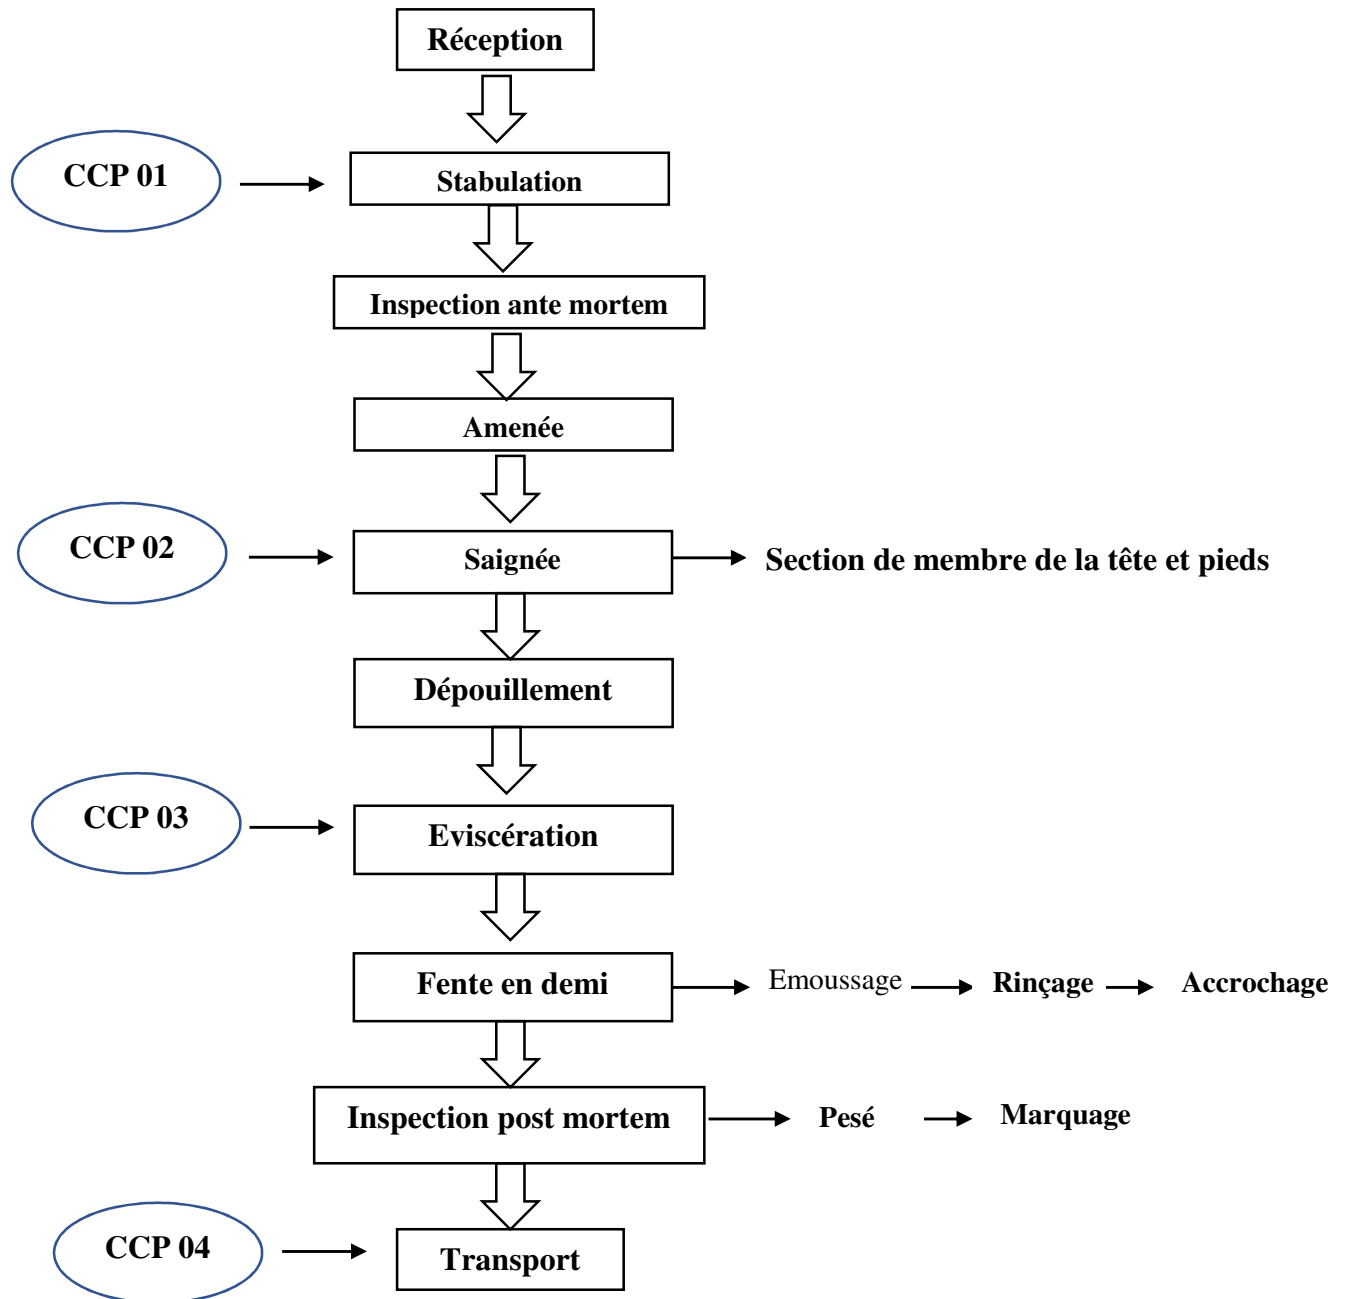 Réception
CCP 01
Stabulation
Inspection ante mortem
Amenée
CCP 02
Saignée
Section de membre de la tête et pieds
Dépouillement
CCP 03
Eviscération
Fente en demi
Emoussage
Rinçage
Accrochage
Inspection post mortem
Pesé
Marquage
CCP 04
Transport